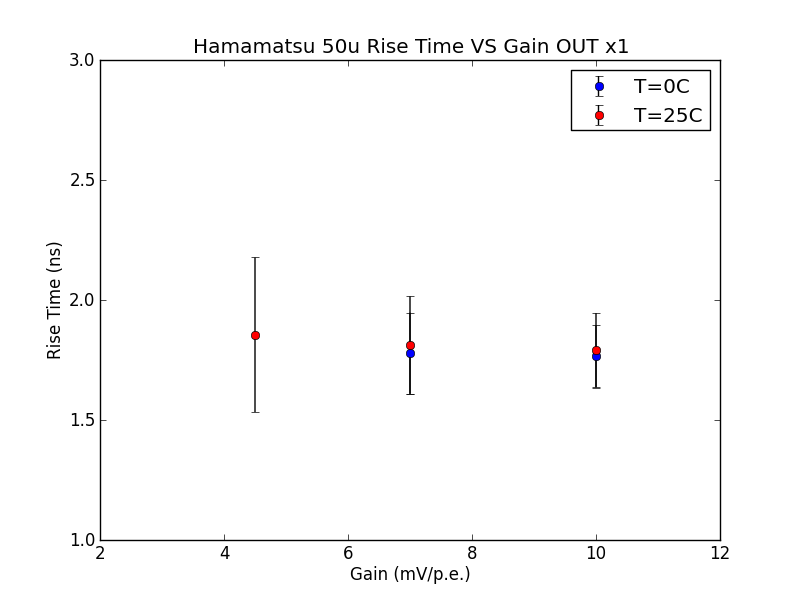 Hamamatsu 50u Rise Time VS Gain OUT x1
T=0C
T=25C
3.0
2.5
2.0
1.5
1.0
Rise Time (ns)
2 4 6 8 10 12
Gain (mV/p.e.)